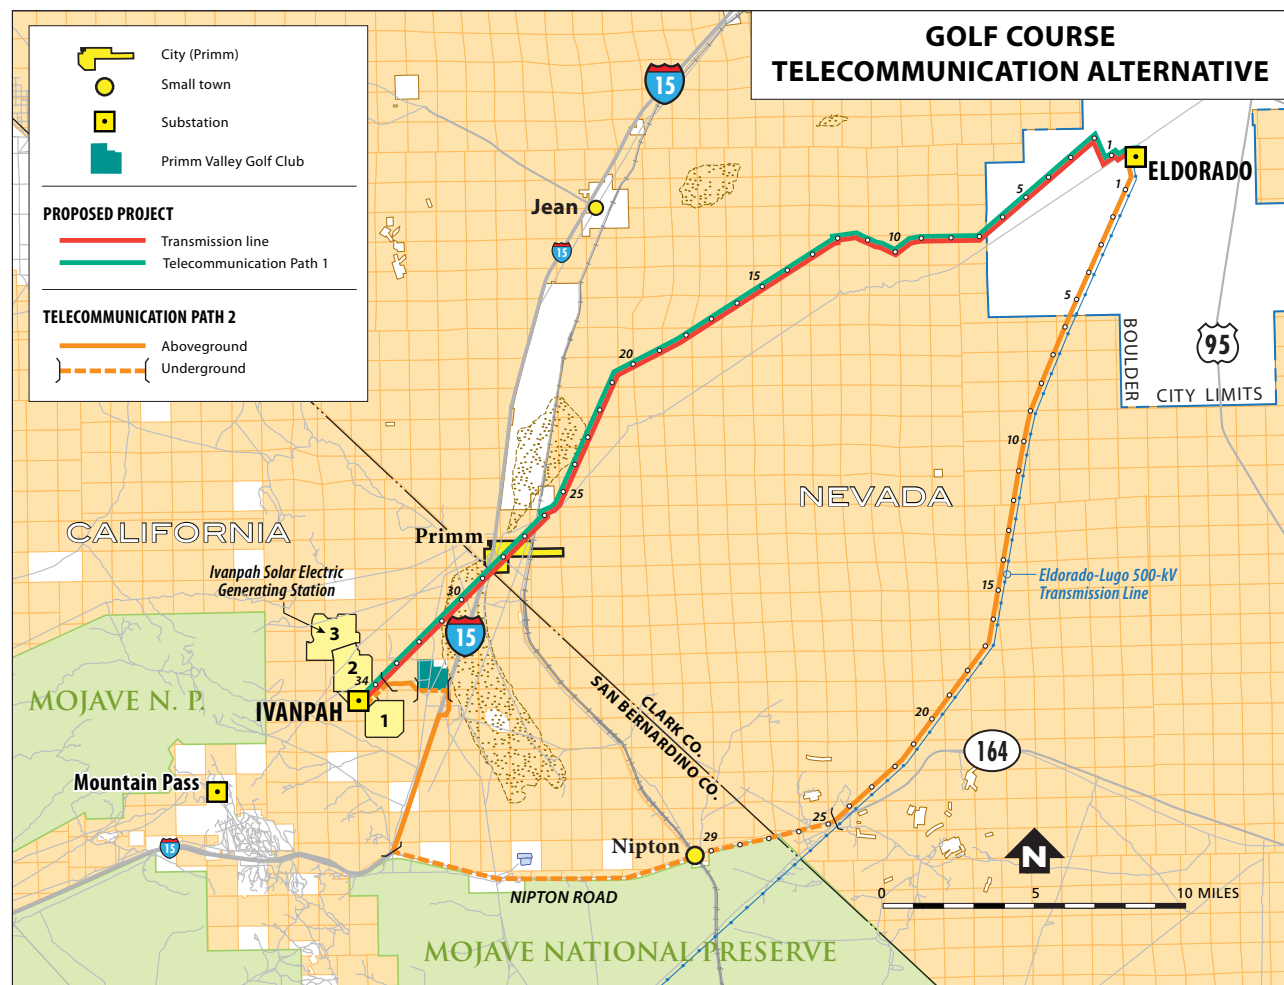 GOLF COURSE
TELECOMMUNICATION ALTERNATIVE
City (Primm)
Small town
Substation
Primm Valley Golf Club
PROPOSED PROJECT
Transmission line
Telecommunication Path 1
TELECOMMUNICATION PATH 2
Aboveground
Underground
15
1
ELDORADO
1
5
Jean
10
15
15
5
BOULDER
95
CITY LIMITS
20
10
25
NEVADA
CALIFORNIA
Primm
Ivanpah Solar Electric
Generating Station
30
15
Eldorado-Lugo 500-kV
Transmission Line
3
15
2
34
MOJAVE N. P.
IVANPAH
1
CLARK CO.
SAN BERNARDINO CO.
20
164
Mountain Pass
25
29
15
Nipton
N
NIPTON ROAD
0
5
10 MILES
MOJAVE NATIONAL PRESERVE